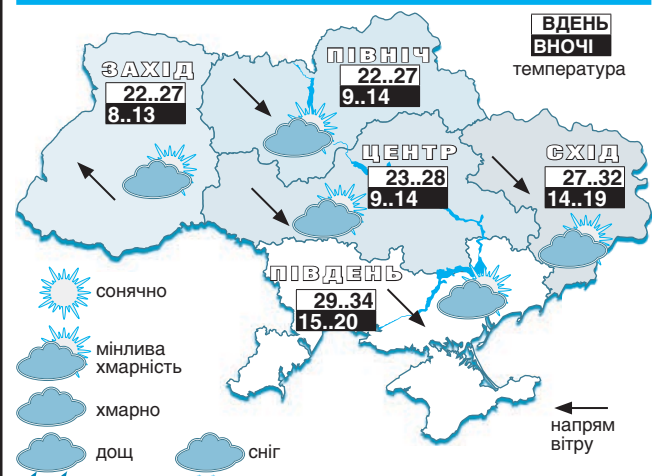 ВДЕНЬ
ВНОЧІ
температура
ЗАХІД
22..27
8..13
ПІВНІЧ
22..27
9..14
ЦЕНТР
23..28
9..14
СХІД
27..32
14..19
ПІВДЕНЬ
29..34
15..20
сонячно
мінлива
хмарність
хмарно
дощ
сніг
напрям
вітру